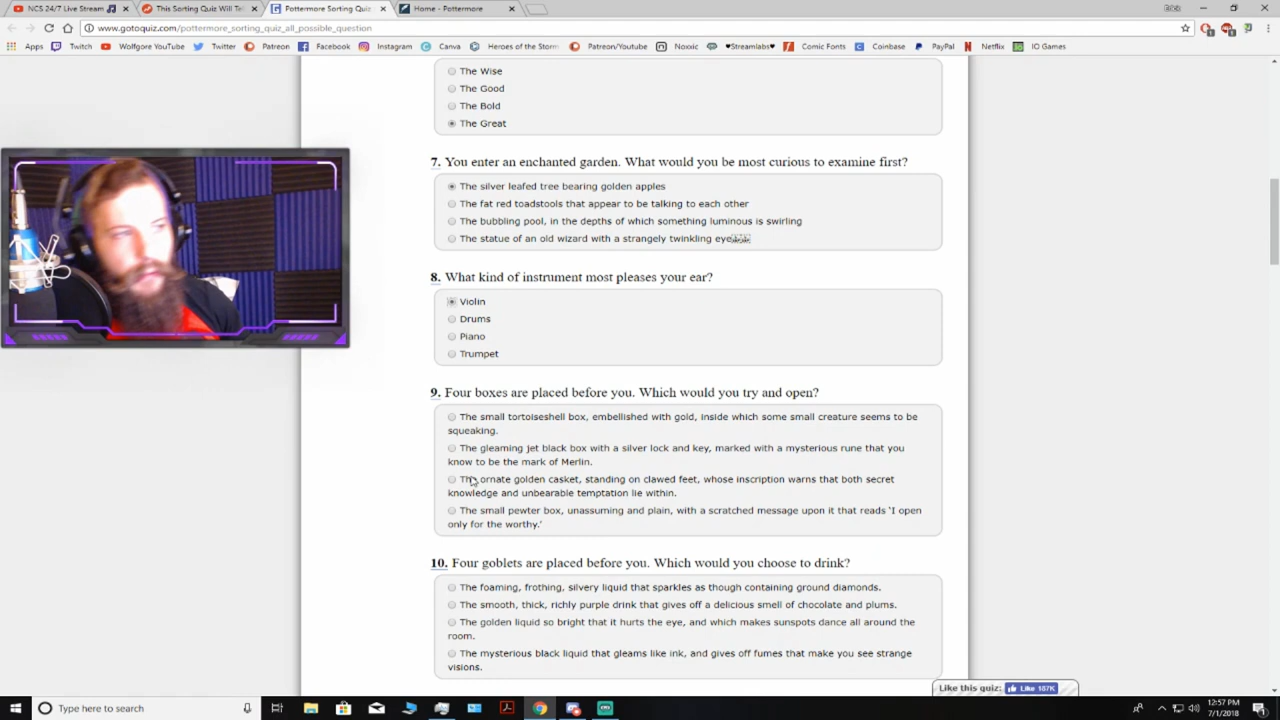 NCS 24/7 Live Stream
This Sorting Quiz Will Tel
Pottermore Sorting Quiz
Home - Pottermore
www.gotoquiz.com/pottermore_sorting_quiz_all_possible_question
Apps Twitch Wolfgore YouTube Twitter Patreon Facebook Instagram Canva Heroes of the Storm Patreon/Youtube Noxxic ♥Streamlabs♥ Comic Fonts Coinbase PayPal Netflix IO Games
The Wise
The Good
The Bold
The Great
7. You enter an enchanted garden. What would you be most curious to examine first?
The silver leafed tree bearing golden apples
The fat red toadstools that appear to be talking to each other
The bubbling pool, in the depths of which something luminous is swirling
The statue of an old wizard with a strangely twinkling eye
8. What kind of instrument most pleases your ear?
Violin
Drums
Piano
Trumpet
9. Four boxes are placed before you. Which would you try and open?
The small tortoiseshell box, embellished with gold, inside which some small creature seems to be
squeaking.
The gleaming jet black box with a silver lock and key, marked with a mysterious rune that you
know to be the mark of Merlin.
The ornate golden casket, standing on clawed feet, whose inscription warns that both secret
knowledge and unbearable temptation lie within.
The small pewter box, unassuming and plain, with a scratched message upon it that reads ‘I open
only for the worthy.’
10. Four goblets are placed before you. Which would you choose to drink?
The foaming, frothing, silvery liquid that sparkles as though containing ground diamonds.
The smooth, thick, richly purple drink that gives off a delicious smell of chocolate and plums.
The golden liquid so bright that it hurts the eye, and which makes sunspots dance all around the
room.
The mysterious black liquid that gleams like ink, and gives off fumes that make you see strange
visions.
Like this quiz: Like 187K
Type here to search
12:57 PM
7/1/2018